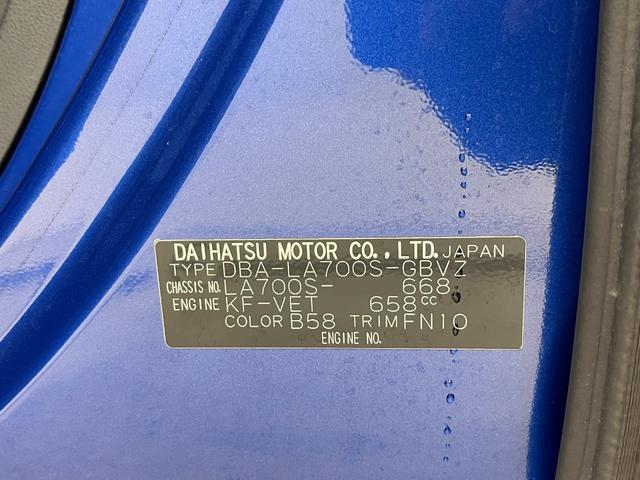 DAIHATSU MOTOR CO., LTD. JAPAN
TYPE DBA-LA700S-GBVZ
CHASSIS NO. LA700S- 668
ENGINE KF-VET 658cc
COLOR B58 TRIM FN10
ENGINE NO.